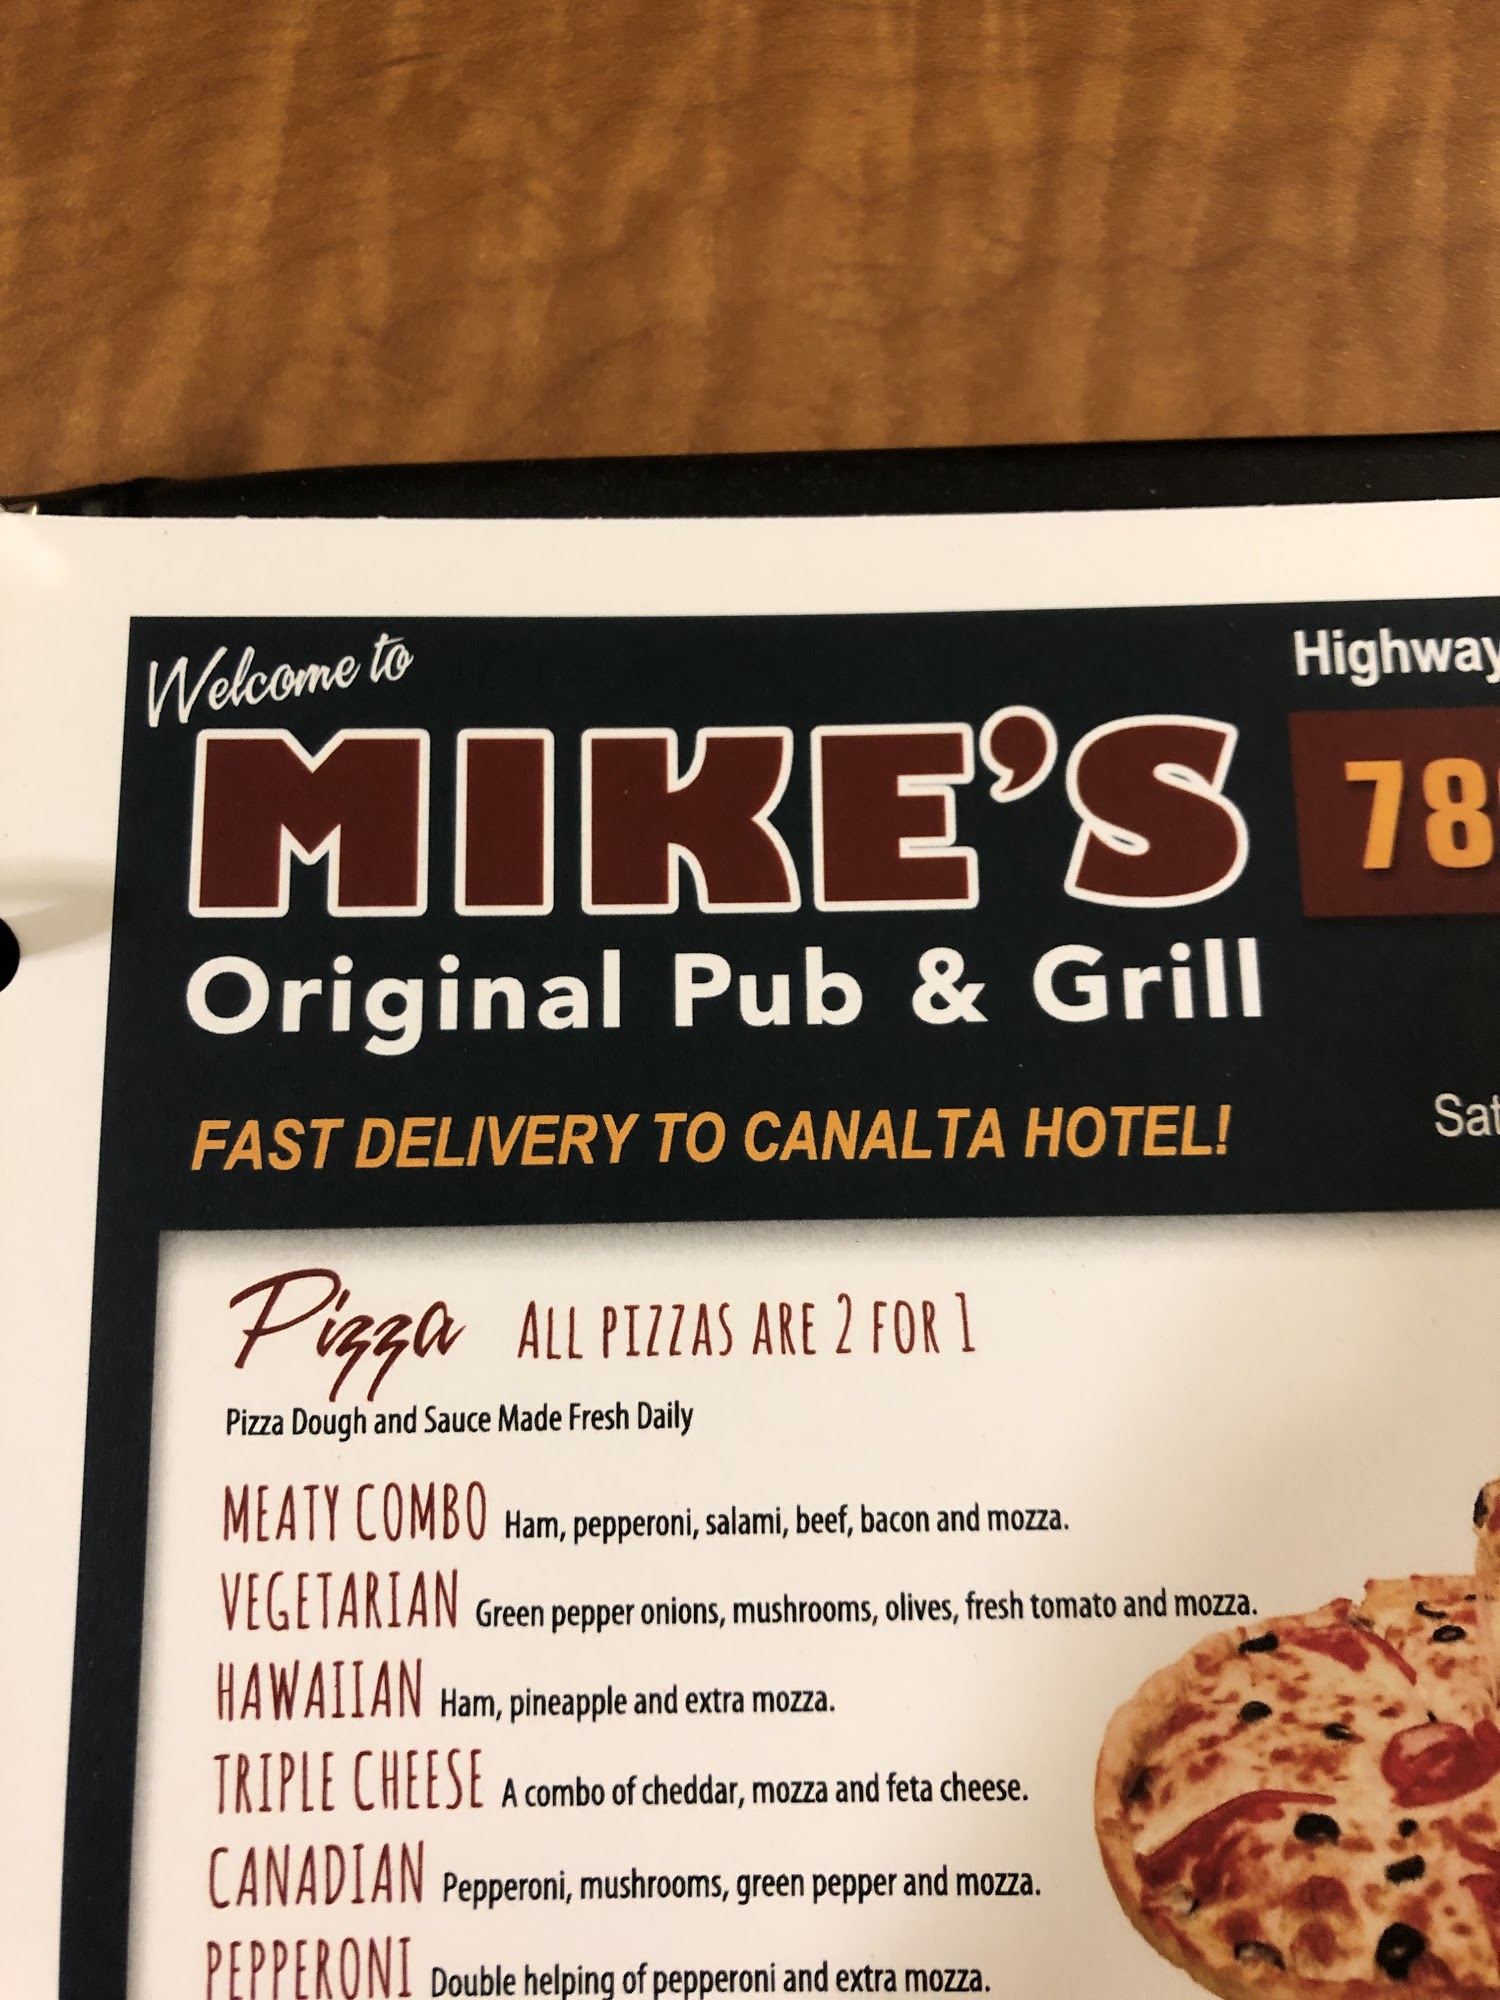 Welcome to
MIKE'S
Original Pub & Grill
FAST DELIVERY TO CANALTA HOTEL!
Highway
78
Sat
Pizza ALL PIZZAS ARE 2 FOR 1
Pizza Dough and Sauce Made Fresh Daily
MEATY COMBO Ham, pepperoni, salami, beef, bacon and mozza.
VEGETARIAN Green pepper onions, mushrooms, olives, fresh tomato and mozza.
HAWAIIAN Ham, pineapple and extra mozza.
TRIPLE CHEESE A combo of cheddar, mozza and feta cheese.
CANADIAN Pepperoni, mushrooms, green pepper and mozza.
PEPPERONI Double helping of pepperoni and extra mozza.